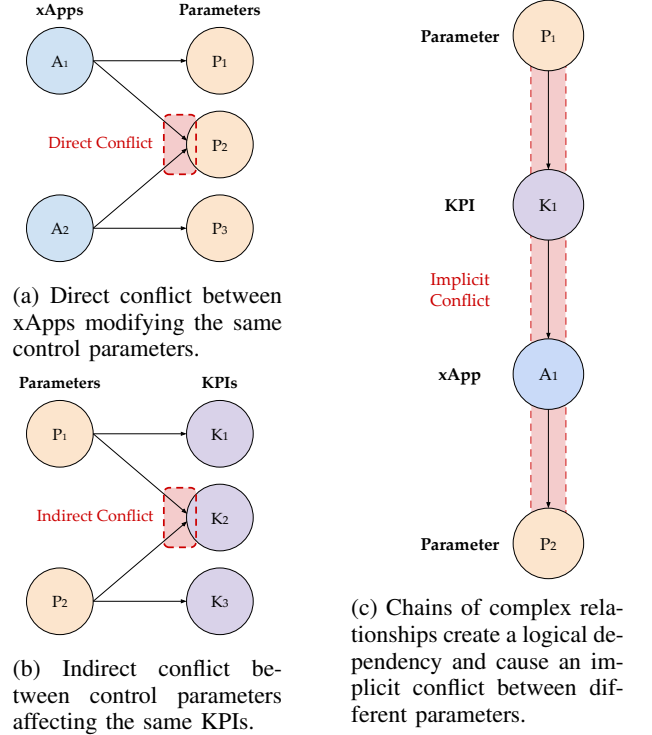 xApps Parameters
A1 P1
Direct Conflict P2
A2 P3
(a) Direct conflict between
xApps modifying the same
control parameters.
Parameters KPIs
P1 K1
Indirect Conflict K2
P2 K3
(b) Indirect conflict be-
tween control parameters
affecting the same KPIs.
Parameter P1
KPI K1
Implicit
Conflict
xApp A1
Parameter P2
(c) Chains of complex rela-
tionships create a logical de-
pendency and cause an im-
plicit conflict between dif-
ferent parameters.